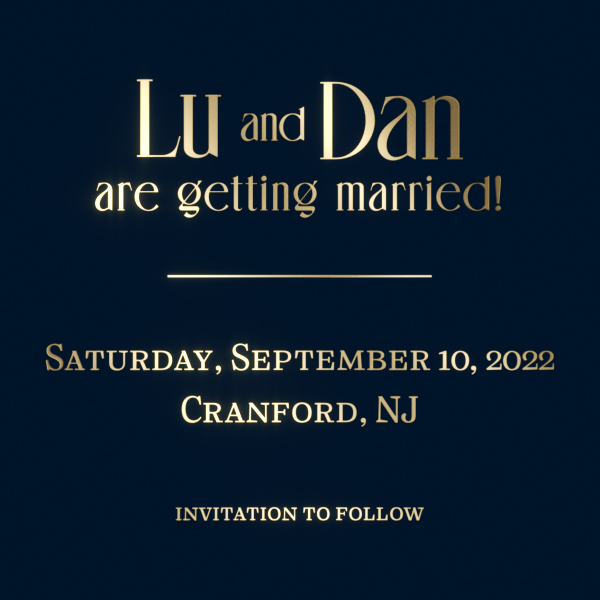 Lu and Dan
are getting married!
Saturday, September 10, 2022
Cranford, NJ
INVITATION TO FOLLOW